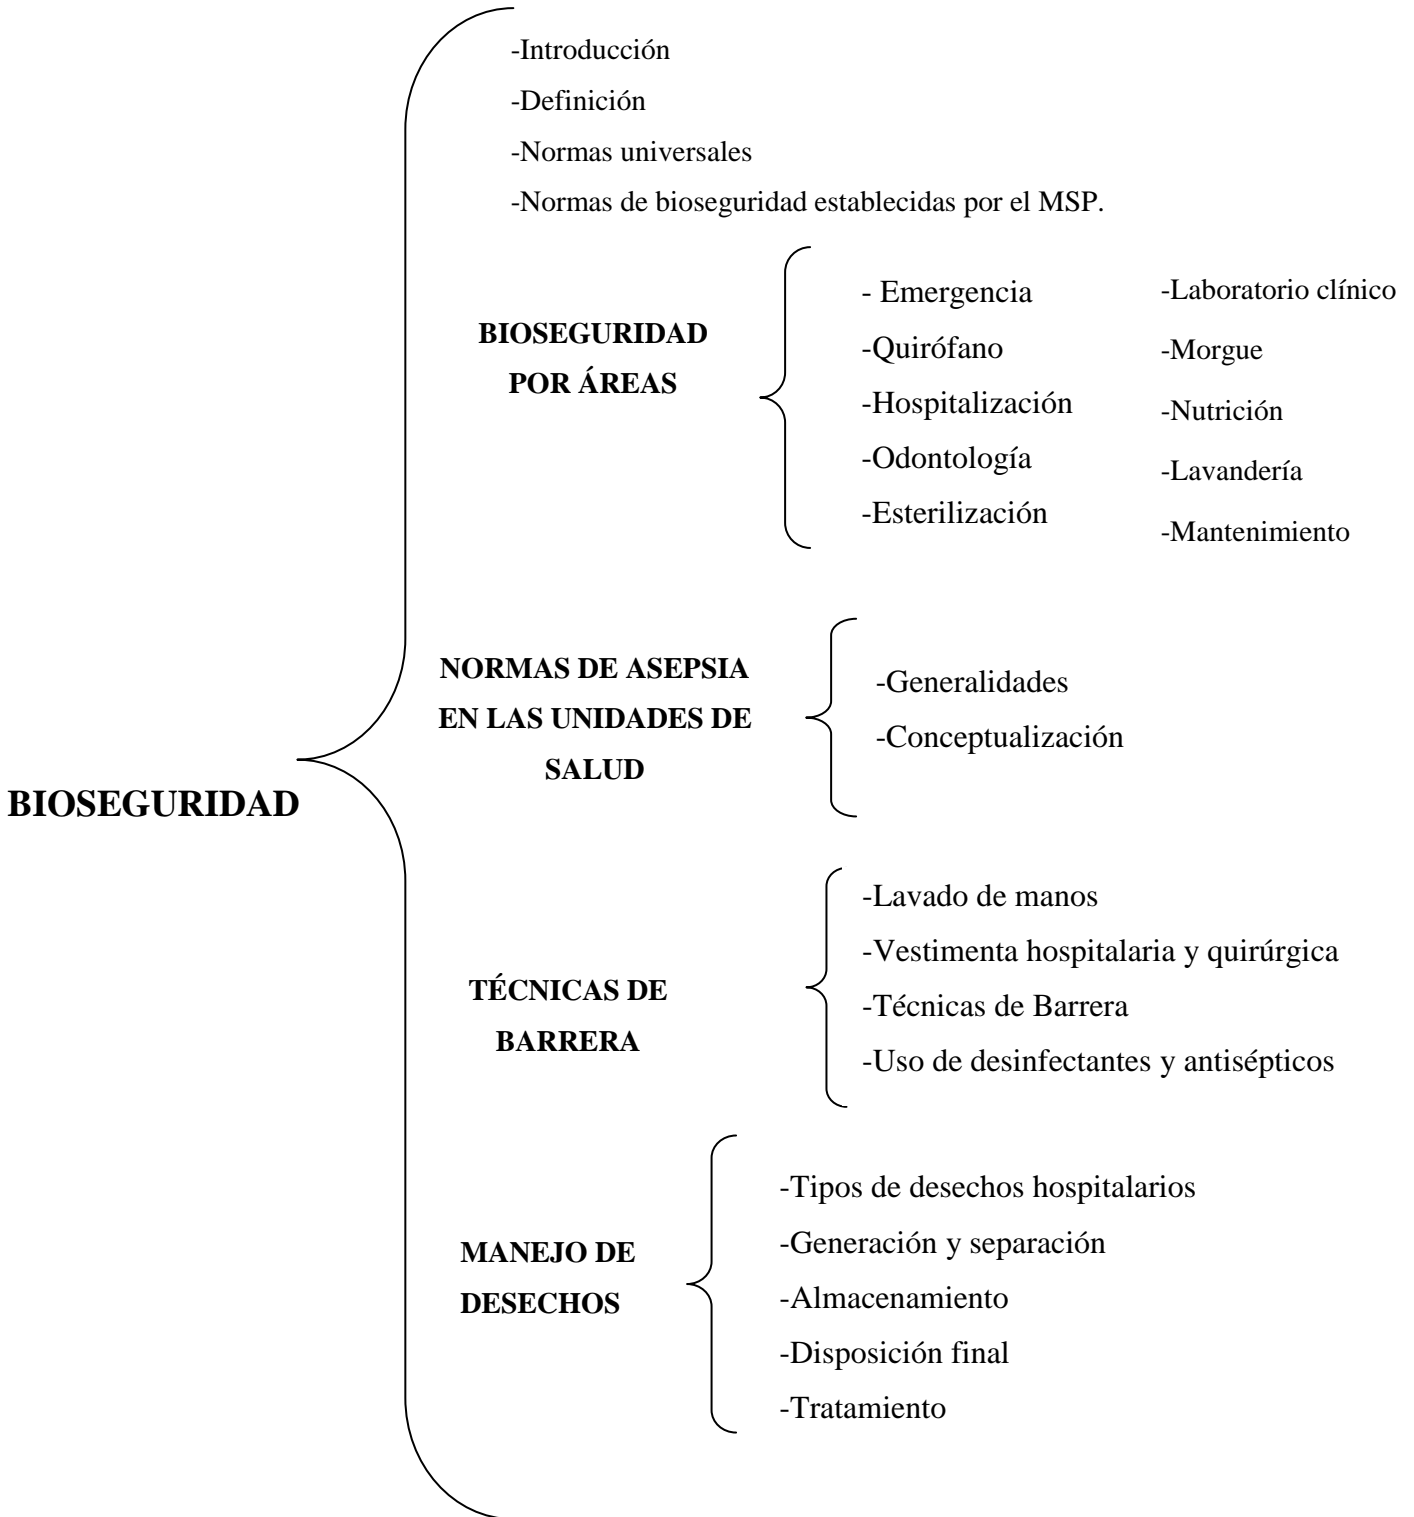 -Introducción
-Definición
-Normas universales
-Normas de bioseguridad establecidas por el MSP.
BIOSEGURIDAD
POR ÁREAS
- Emergencia
-Quirófano
-Hospitalización
-Odontología
-Esterilización
-Laboratorio clínico
-Morgue
-Nutrición
-Lavandería
-Mantenimiento
NORMAS DE ASEPSIA
EN LAS UNIDADES DE
SALUD
-Generalidades
-Conceptualización
BIOSEGURIDAD
TÉCNICAS DE
BARRERA
-Lavado de manos
-Vestimenta hospitalaria y quirúrgica
-Técnicas de Barrera
-Uso de desinfectantes y antisépticos
MANEJO DE
DESECHOS
-Tipos de desechos hospitalarios
-Generación y separación
-Almacenamiento
-Disposición final
-Tratamiento